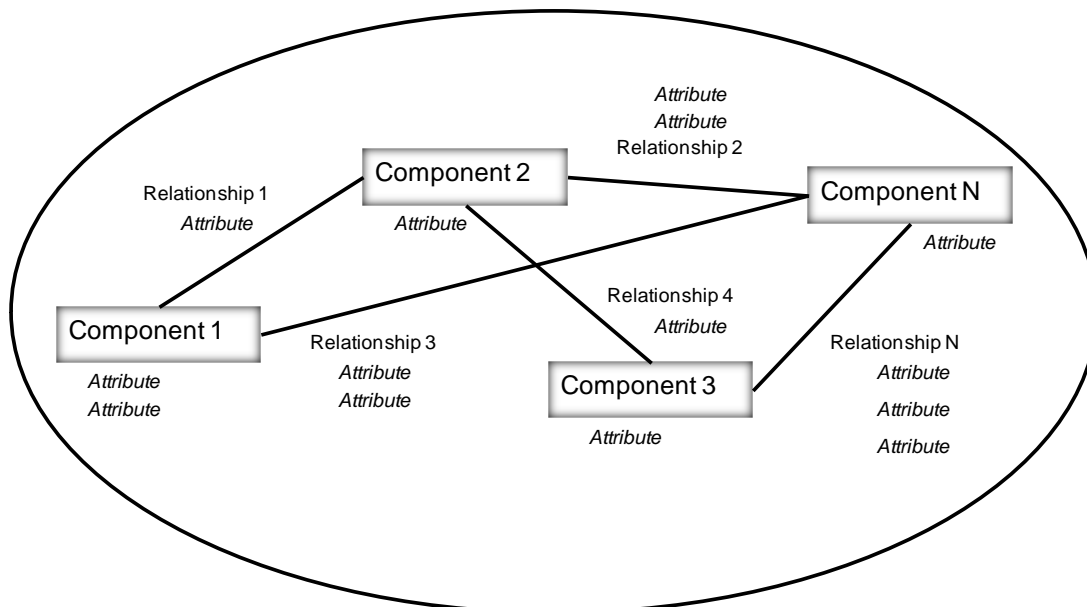 Attribute
Attribute
Relationship 2
Component 2
Attribute
Component N
Attribute
Relationship 1
Attribute
Component 1
Attribute
Attribute
Relationship 3
Attribute
Attribute
Relationship 4
Attribute
Component 3
Attribute
Relationship N
Attribute
Attribute
Attribute